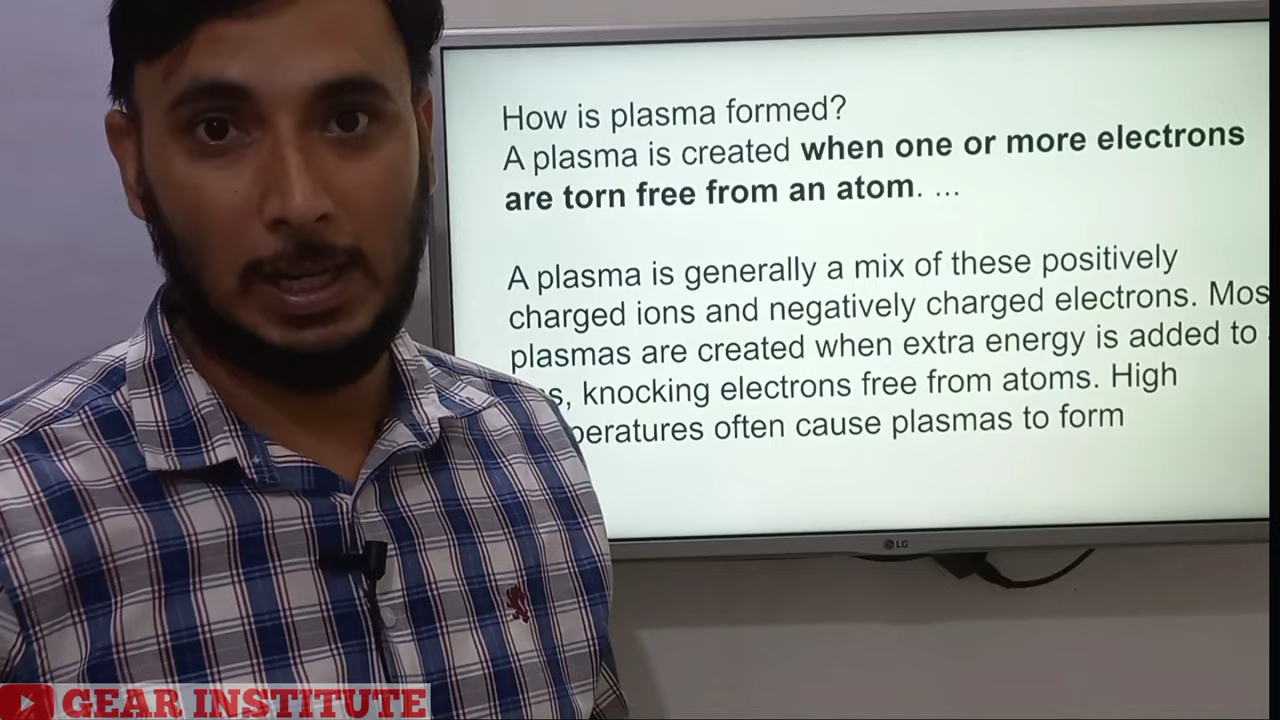 How is plasma formed?
A plasma is created when one or more electrons
are torn free from an atom. ...
A plasma is generally a mix of these positively
charged ions and negatively charged electrons.
plasmas are created when extra energy is added to
knocking electrons free from atoms. High
often cause plasmas to form
LG
GEAR INSTITUTE